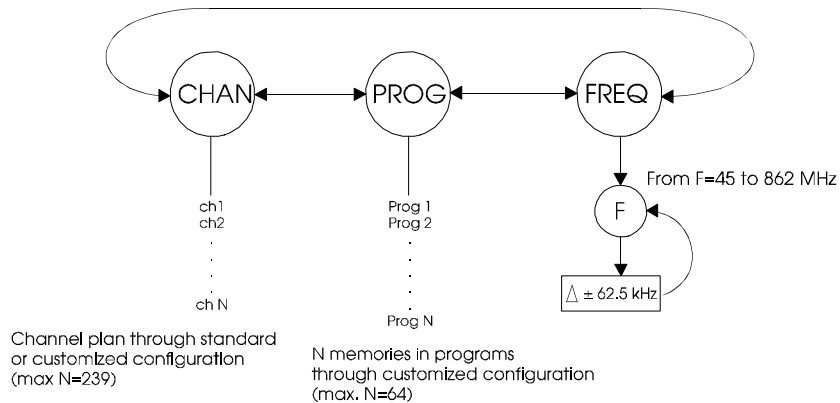 CHAN PROG FREQ
From F=45 to 862 MHz
F
Δ ± 62.5 kHz
ch1
ch2
.
.
.
.
ch N
Prog 1
Prog 2
.
.
.
.
.
Prog N
Channel plan through standard
or customized configuration
(max N=239)
N memories in programs
through customized configuration
(max. N=64)